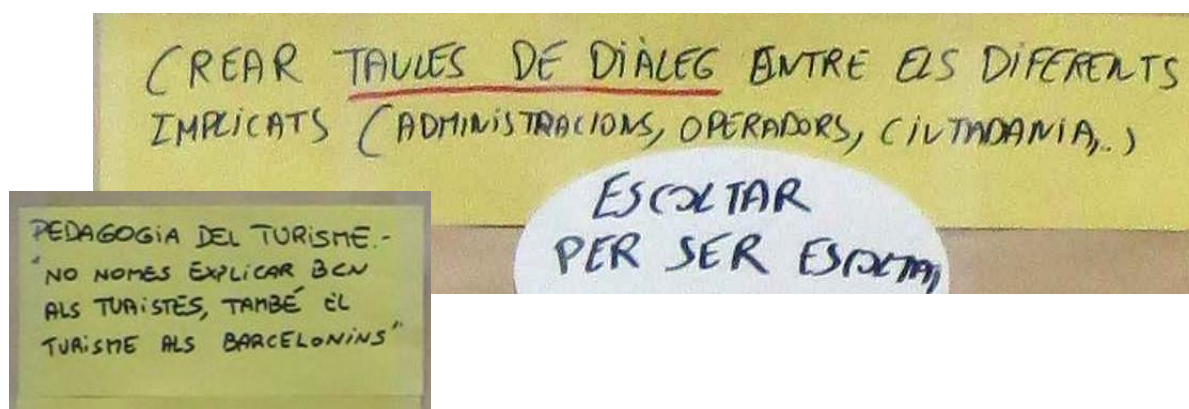 CREAR TAULES DE DIÀLEG ENTRE ELS DIFERENTS
IMPLICATS (ADMINISTRACIONS, OPERADORS, CIUTADANIA,..)
ESCOLTAR
PER SER ESCOLTAT
PEDAGOGIA DEL TURISME.-
"NO NOMES EXPLICAR BCN
ALS TURISTES, TAMBÉ EL
TURISME ALS BARCELONINS"